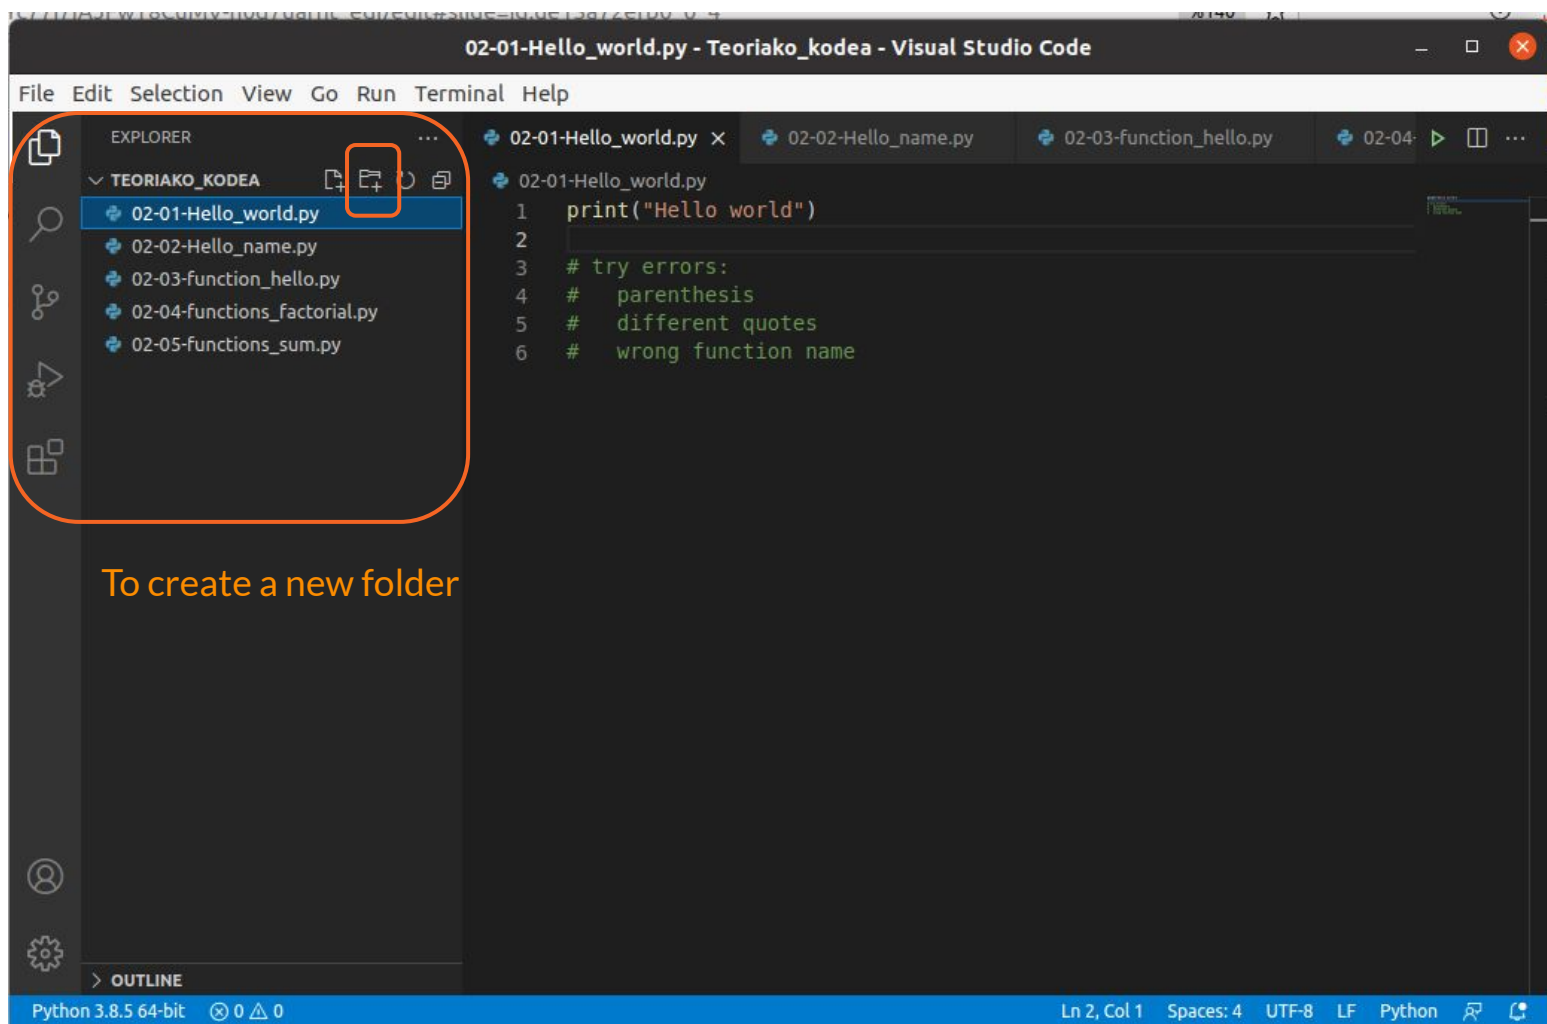 02-01-Hello_world.py - Teoriako_kodea - Visual Studio Code
File Edit Selection View Go Run Terminal Help
EXPLORER
TEORIAKO_KODEA
02-01-Hello_world.py
02-02-Hello_name.py
02-03-function_hello.py
02-04-functions_factorial.py
02-05-functions_sum.py
To create a new folder
OUTLINE
02-01-Hello_world.py 02-02-Hello_name.py 02-03-function_hello.py 02-04-
02-01-Hello_world.py
1 print("Hello world")
2
3 # try errors:
4 #   parenthesis
5 #   different quotes
6 #   wrong function name
Python 3.8.5 64-bit 0 0 Ln 2, Col 1 Spaces: 4 UTF-8 LF Python